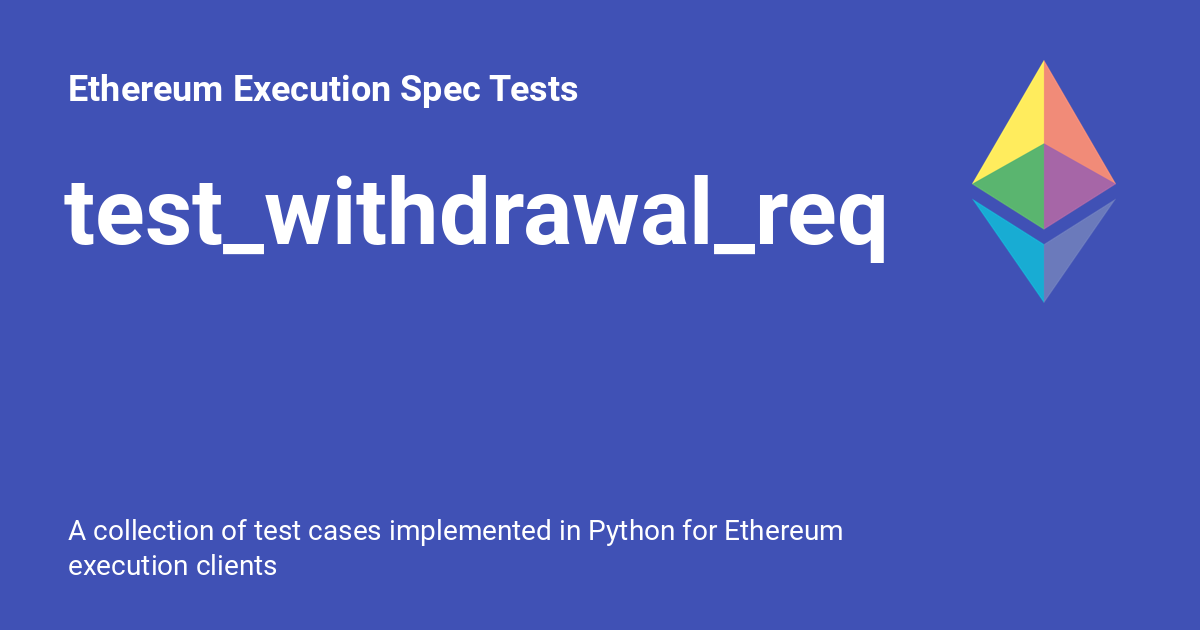 Ethereum Execution Spec Tests
test_withdrawal_req
A collection of test cases implemented in Python for Ethereum
execution clients